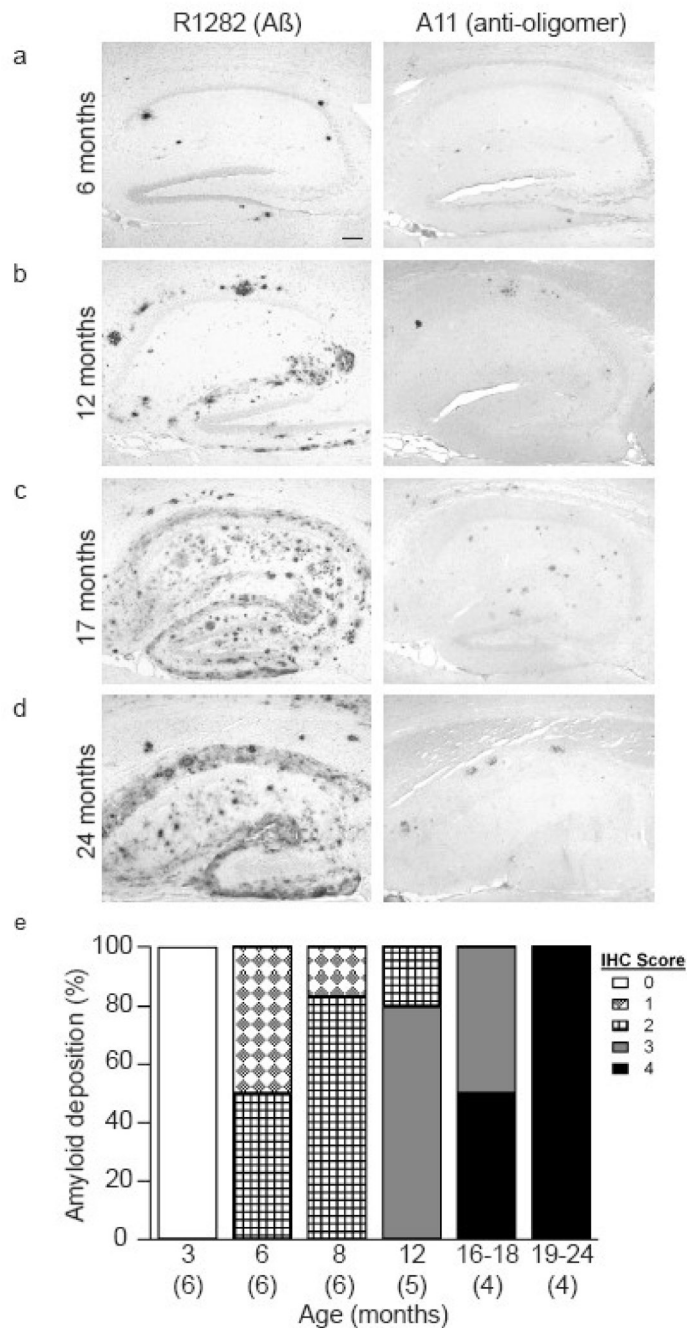 R1282 (Aß) A11 (anti-oligomer)
a
6 months
b
12 months
c
17 months
d
24 months
e
Amyloid deposition (%)
100
80
60
40
20
0
IHC Score
0
1
2
3
4
3 6 8 12 16-18 19-24
(6) (6) (6) (5) (4) (4)
Age (months)